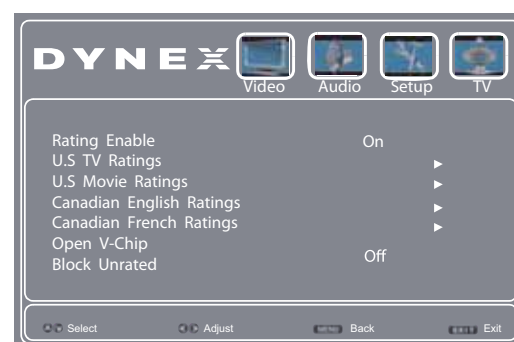 DYNEX
Video Audio Setup TV
Rating Enable On
U.S TV Ratings ▶
U.S Movie Ratings ▶
Canadian English Ratings ▶
Canadian French Ratings ▶
Open V-Chip
Block Unrated Off
Select Adjust MENU Back EXIT Exit